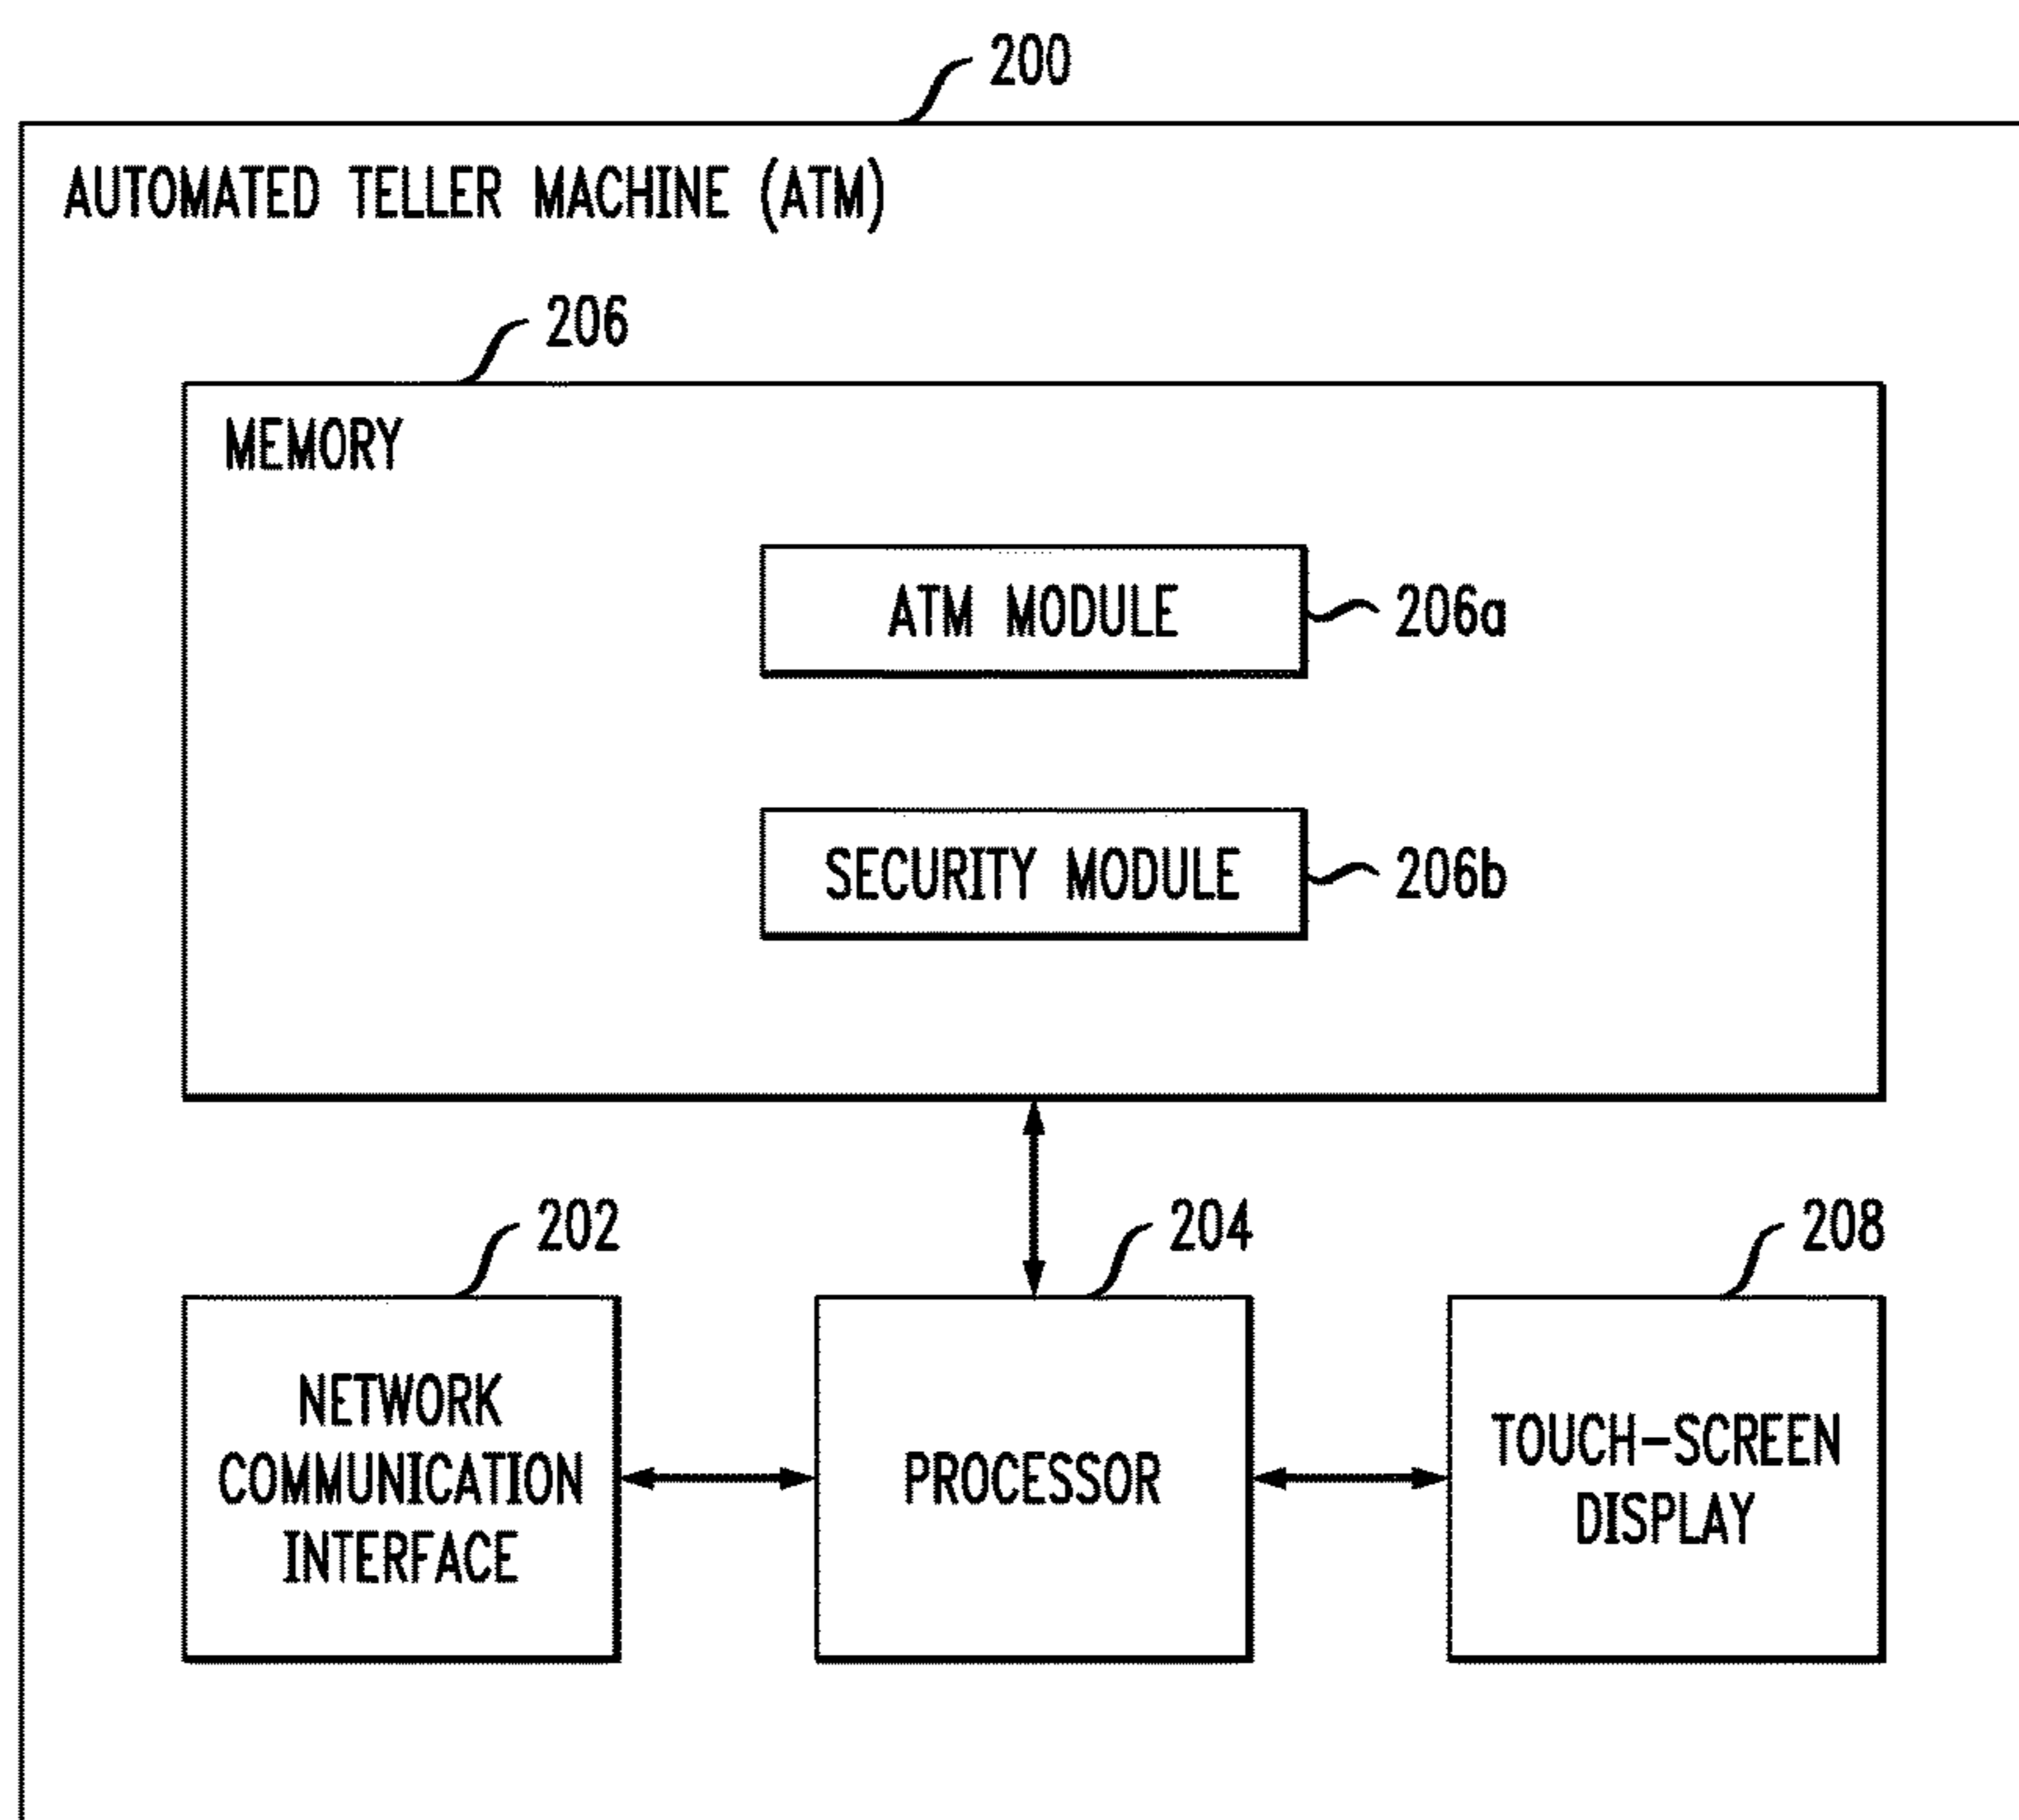 200
AUTOMATED TELLER MACHINE (ATM)
206
MEMORY
ATM MODULE
206a
SECURITY MODULE
206b
202
204
208
NETWORK
COMMUNICATION
INTERFACE
PROCESSOR
TOUCH-SCREEN
DISPLAY